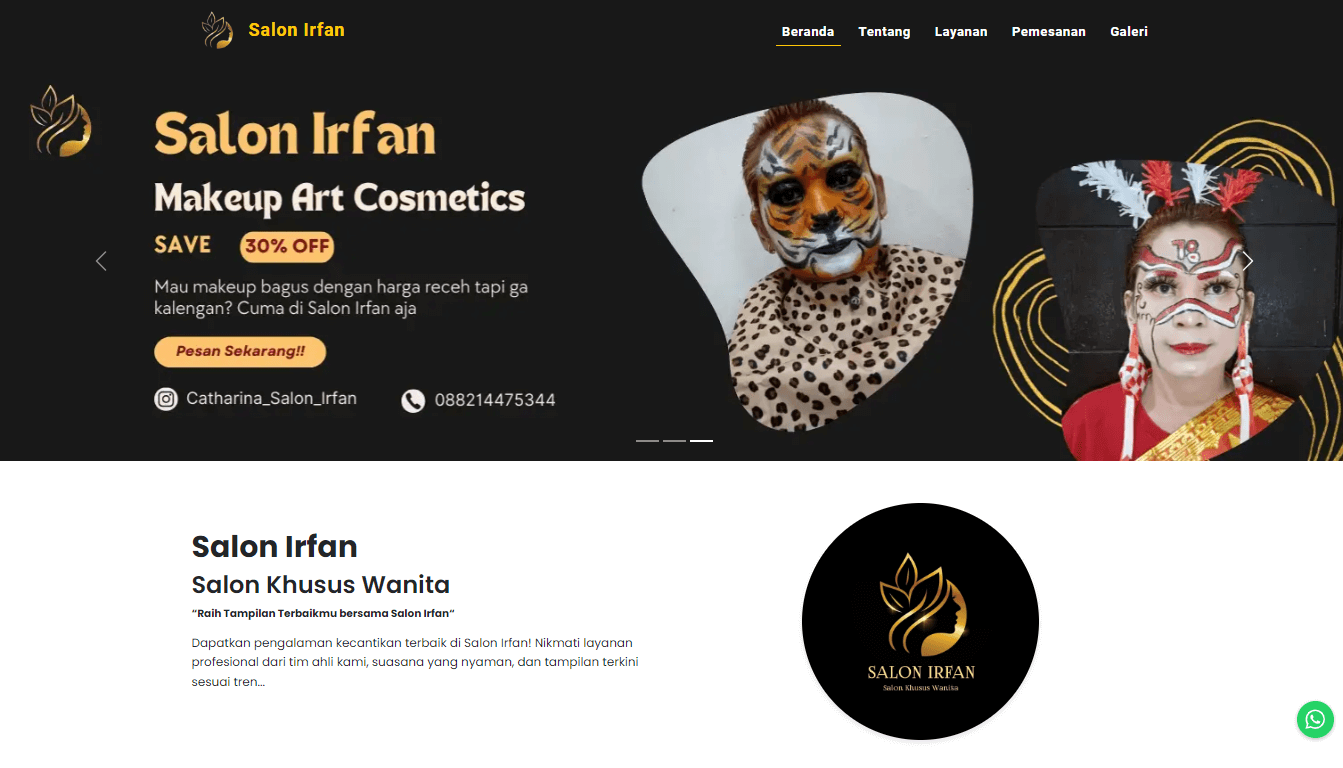 Salon Irfan
Beranda
Tentang
Layanan
Pemesanan
Galeri
Salon Irfan
Makeup Art Cosmetics
SAVE 30% OFF
Mau makeup bagus dengan harga receh tapi ga
kalengan? Cuma di Salon Irfan aja
Pesan Sekarang!!
Catharina_Salon_Irfan
088214475344
78
Salon Irfan
Salon Khusus Wanita
“Raih Tampilan Terbaikmu bersama Salon Irfan“
Dapatkan pengalaman kecantikan terbaik di Salon Irfan! Nikmati layanan
profesional dari tim ahli kami, suasana yang nyaman, dan tampilan terkini
sesuai tren...
SALON IRFAN
Salon Khusus Wanita